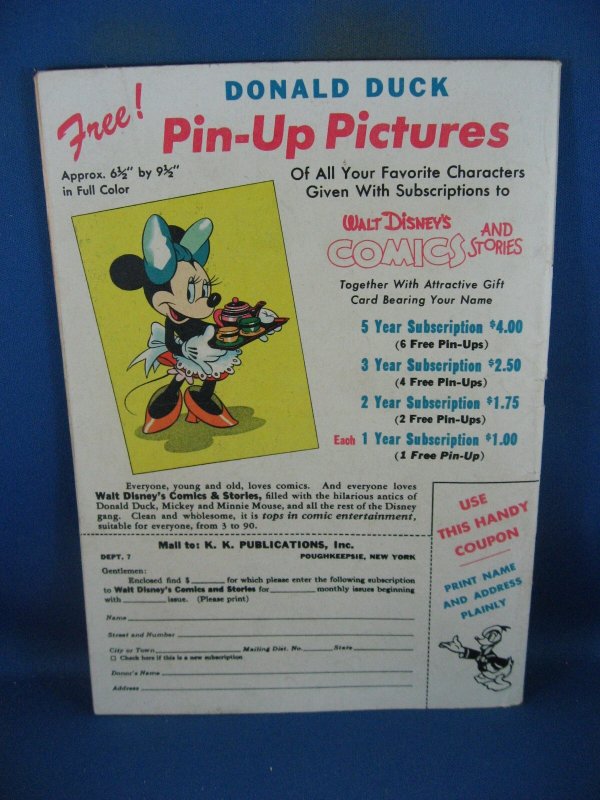 Free!
DONALD DUCK
Pin-Up Pictures
Approx. 6½" by 9½"
in Full Color
Of All Your Favorite Characters
Given With Subscriptions to
WALT DISNEY'S
COMICS AND STORIES
Together With Attractive Gift
Card Bearing Your Name
5 Year Subscription $4.00
(6 Free Pin-Ups)
3 Year Subscription $2.50
(4 Free Pin-Ups)
2 Year Subscription $1.75
(2 Free Pin-Ups)
Each 1 Year Subscription $1.00
(1 Free Pin-Up)
Everyone, young and old, loves comics. And everyone loves
Walt Disney's Comics & Stories, filled with the hilarious antics of
Donald Duck, Mickey and Minnie Mouse, and all the rest of the Disney
gang. Clean and wholesome, it is tops in comic entertainment,
suitable for everyone, from 3 to 90.
Mail to: K. K. PUBLICATIONS, Inc.
DEPT. 7 POUGHKEEPSIE, NEW YORK
Gentlemen:
Enclosed find $______ for which please enter the following subscription
to Walt Disney's Comics and Stories for______ monthly issues beginning
with______ issue. (Please print)
Name
Street and Number
City or Town______ Mailing Dist. No.______ State______
☐ Check here if this is a new subscription
Donor's Name
Address
USE
THIS HANDY
COUPON
PRINT NAME
AND ADDRESS
PLAINLY